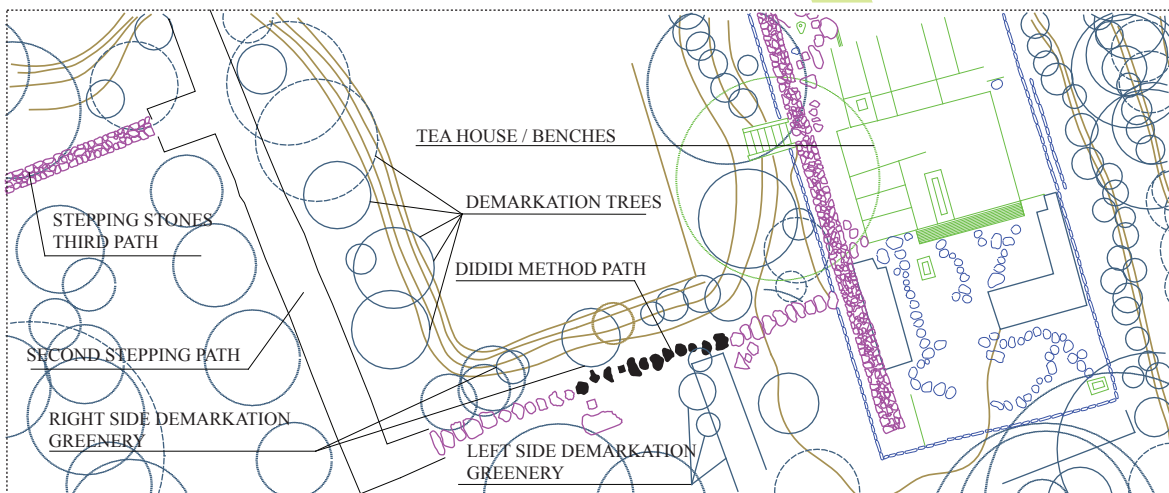 TEA HOUSE / BENCHES
DEMARKATION TREES
STEPPING STONES
THIRD PATH
DIDIDI METHOD PATH
SECOND STEPPING PATH
RIGHT SIDE DEMARKATION
GREENERY
LEFT SIDE DEMARKATION
GREENERY